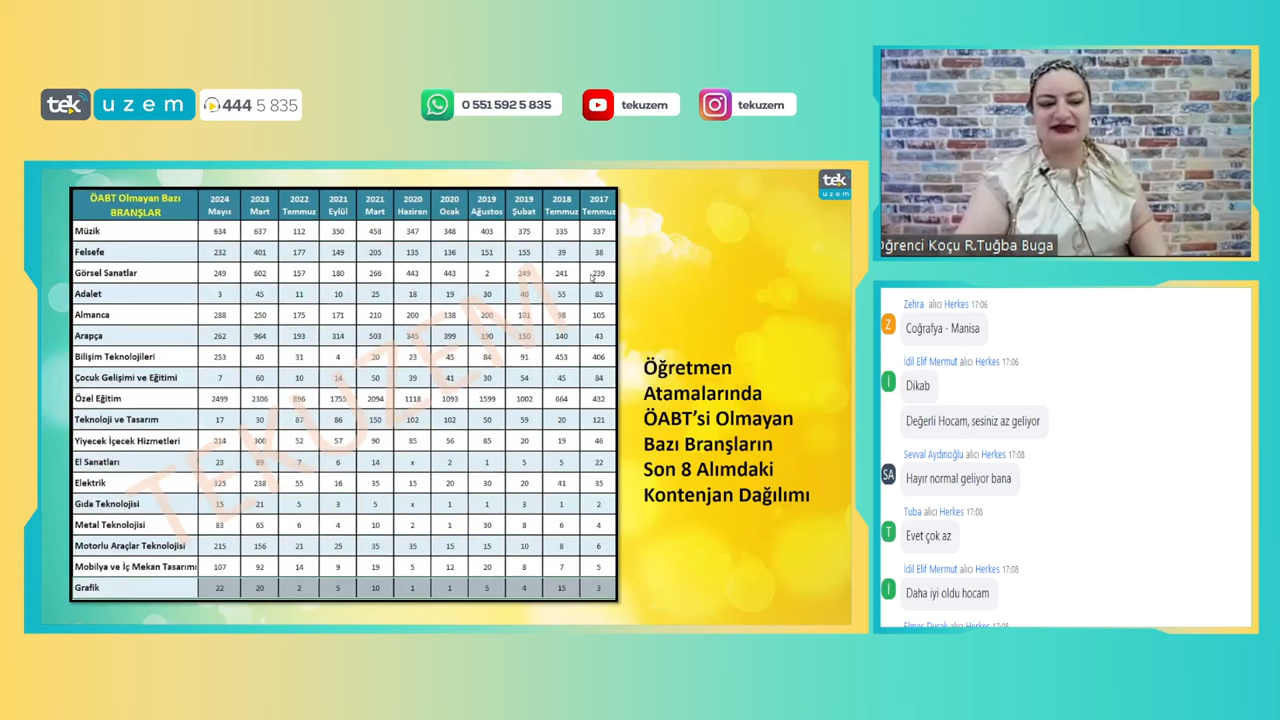 tek uzem 444 5 835
0 551 592 5 835
tekuzem
tekuzem
ÖABT Olmayan Bazı BRANŞLAR 2024 Mayıs 2023 Mart 2022 Temmuz 2021 Eylül 2021 Mart 2020 Haziran 2020 Ocak 2019 Ağustos 2019 Şubat 2018 Temmuz 2017 Temmuz
Müzik 634 637 112 350 458 347 348 403 375 335 337
Felsefe 232 401 177 149 205 135 136 151 155 39 38
Görsel Sanatlar 249 602 157 180 266 443 443 2 249 241 239
Adalet 3 45 11 10 25 18 19 30 40 55 85
Almanca 288 250 175 171 210 200 138 200 101 98 105
Arapça 262 964 193 314 503 345 399 190 150 140 43
Bilişim Teknolojileri 253 40 31 4 20 23 45 84 91 453 406
Çocuk Gelişimi ve Eğitimi 7 60 10 14 50 39 41 30 54 45 84
Özel Eğitim 2499 2306 896 1755 2094 1118 1093 1599 1002 664 432
Teknoloji ve Tasarım 17 30 87 86 150 102 102 50 59 20 121
Yiyecek İçecek Hizmetleri 214 300 52 57 90 85 56 85 20 19 46
El Sanatları 23 89 7 6 14 x 2 1 5 5 22
Elektrik 325 238 55 16 35 15 20 30 20 41 35
Gıda Teknolojisi 15 21 5 3 5 x 1 1 3 1 2
Metal Teknolojisi 83 65 6 4 10 2 1 30 8 6 4
Motorlu Araçlar Teknolojisi 215 156 21 25 35 35 15 15 10 8 6
Mobilya ve İç Mekan Tasarımı 107 92 14 9 19 5 12 20 8 7 5
Grafik 22 20 2 5 10 1 1 5 4 15 3
TEKUZEM
tek uzem
Öğretmen
Atamalarında
ÖABT'si Olmayan
Bazı Branşların
Son 8 Alımdaki
Kontenjan Dağılımı
Öğrenci Koçu R.Tuğba Buga
Zehra alıcı Herkes 17:06
Z
Coğrafya - Manisa
İdil Elif Mermut alıcı Herkes 17:06
İ
Dikab
Değerli Hocam, sesiniz az geliyor
Sevval Aydınoğlu alıcı Herkes 17:08
SA
Hayır normal geliyor bana
Tuba alıcı Herkes 17:08
T
Evet çok az
İdil Elif Mermut alıcı Herkes 17:08
İ
Daha iyi oldu hocam
Elmas Durak alıcı Herkes 17:08